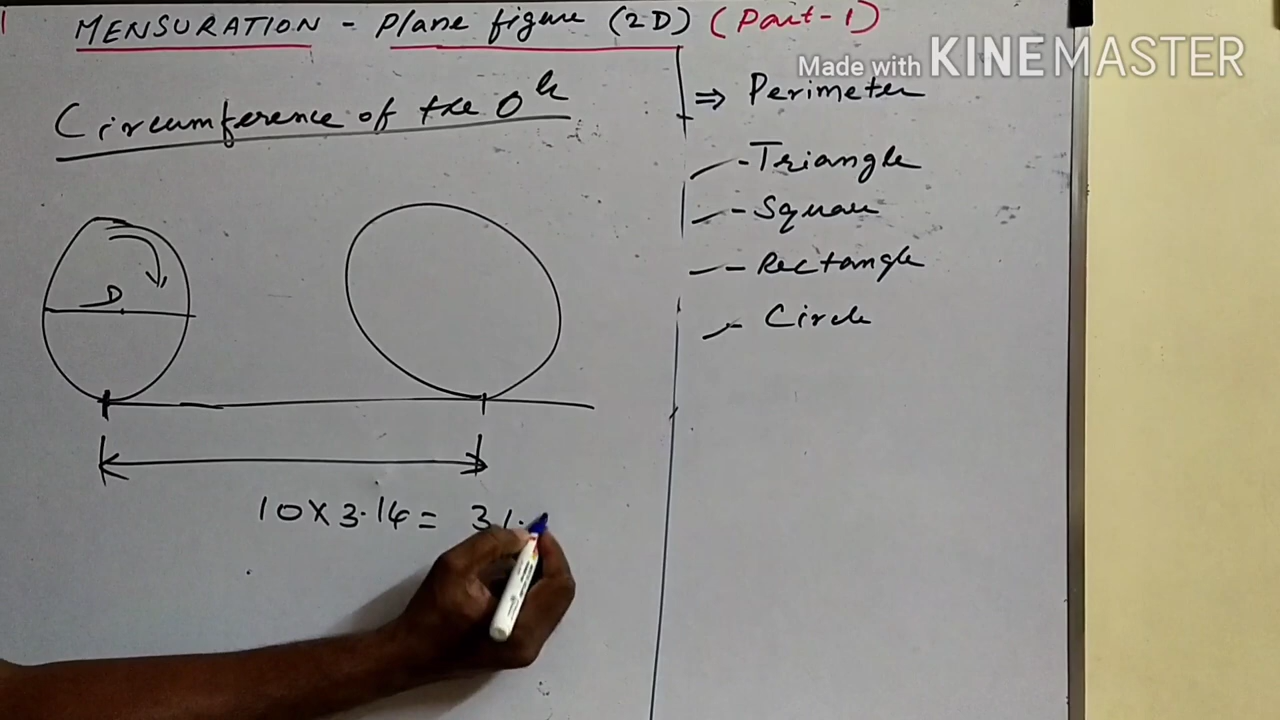 MENSURATION - Plane figure (2D) (Part-1)
Made with KINEMASTER
Circumference of the O
⇒ Perimeter
- Triangle
- Square
- Rectangle
- Circle
D
10 X 3.14 = 31.